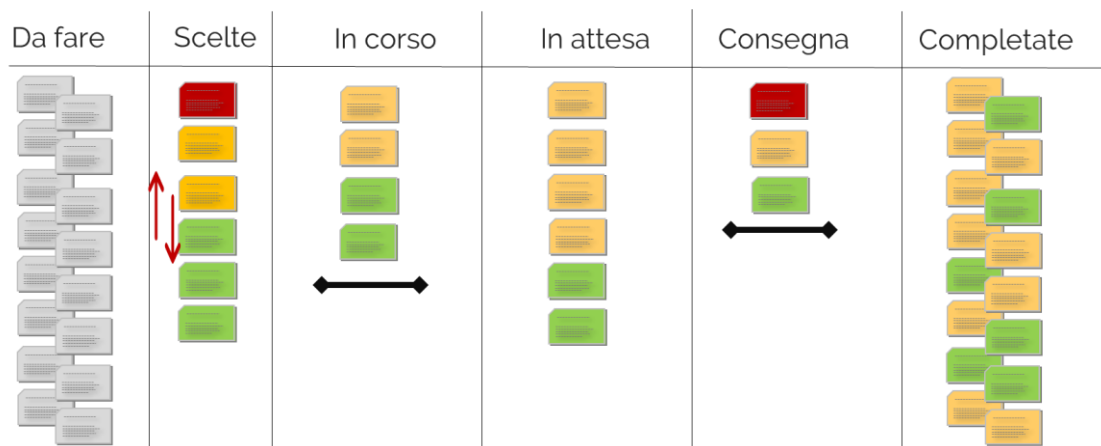 Da fare
Scelte
In corso
In attesa
Consegna
Completate